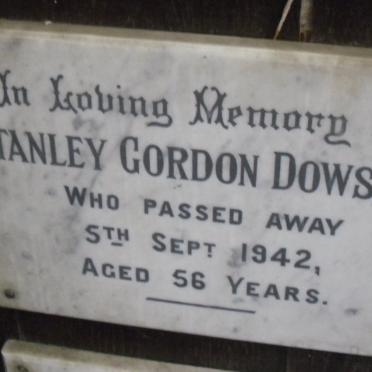 In Loving Memory
TANLEY GORDON DOWS
WHO PASSED AWAY
5TH SEPT 1942,
AGED 56 YEARS.